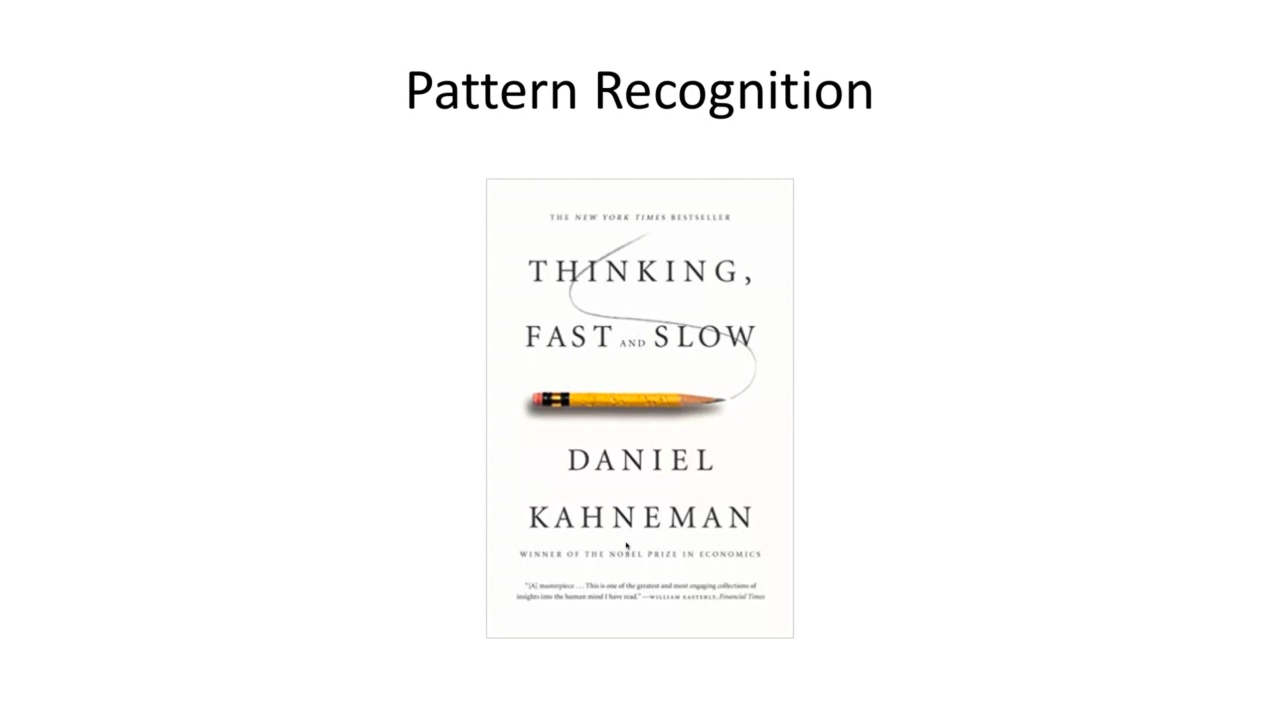 Pattern Recognition
THE NEW YORK TIMES BESTSELLER
THINKING,
FAST AND SLOW
DANIEL
KAHNEMAN
WINNER OF THE NOBEL PRIZE IN ECONOMICS
"[A] masterpiece . . . This is one of the greatest and most engaging collections of
insights into the human mind I have read." —WILLIAM EASTERLY, Financial Times